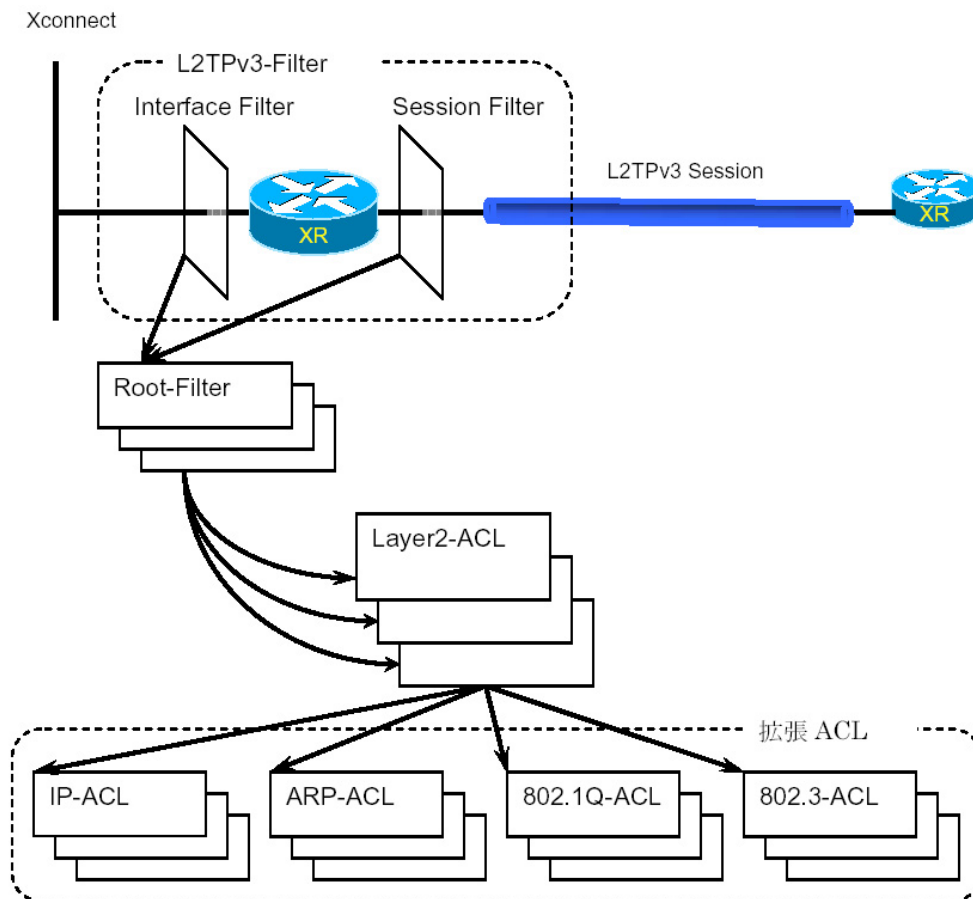 Xconnect
L2TPv3-Filter
Interface Filter
Session Filter
L2TPv3 Session
XR
XR
Root-Filter
Layer2-ACL
拡張 ACL
IP-ACL
ARP-ACL
802.1Q-ACL
802.3-ACL